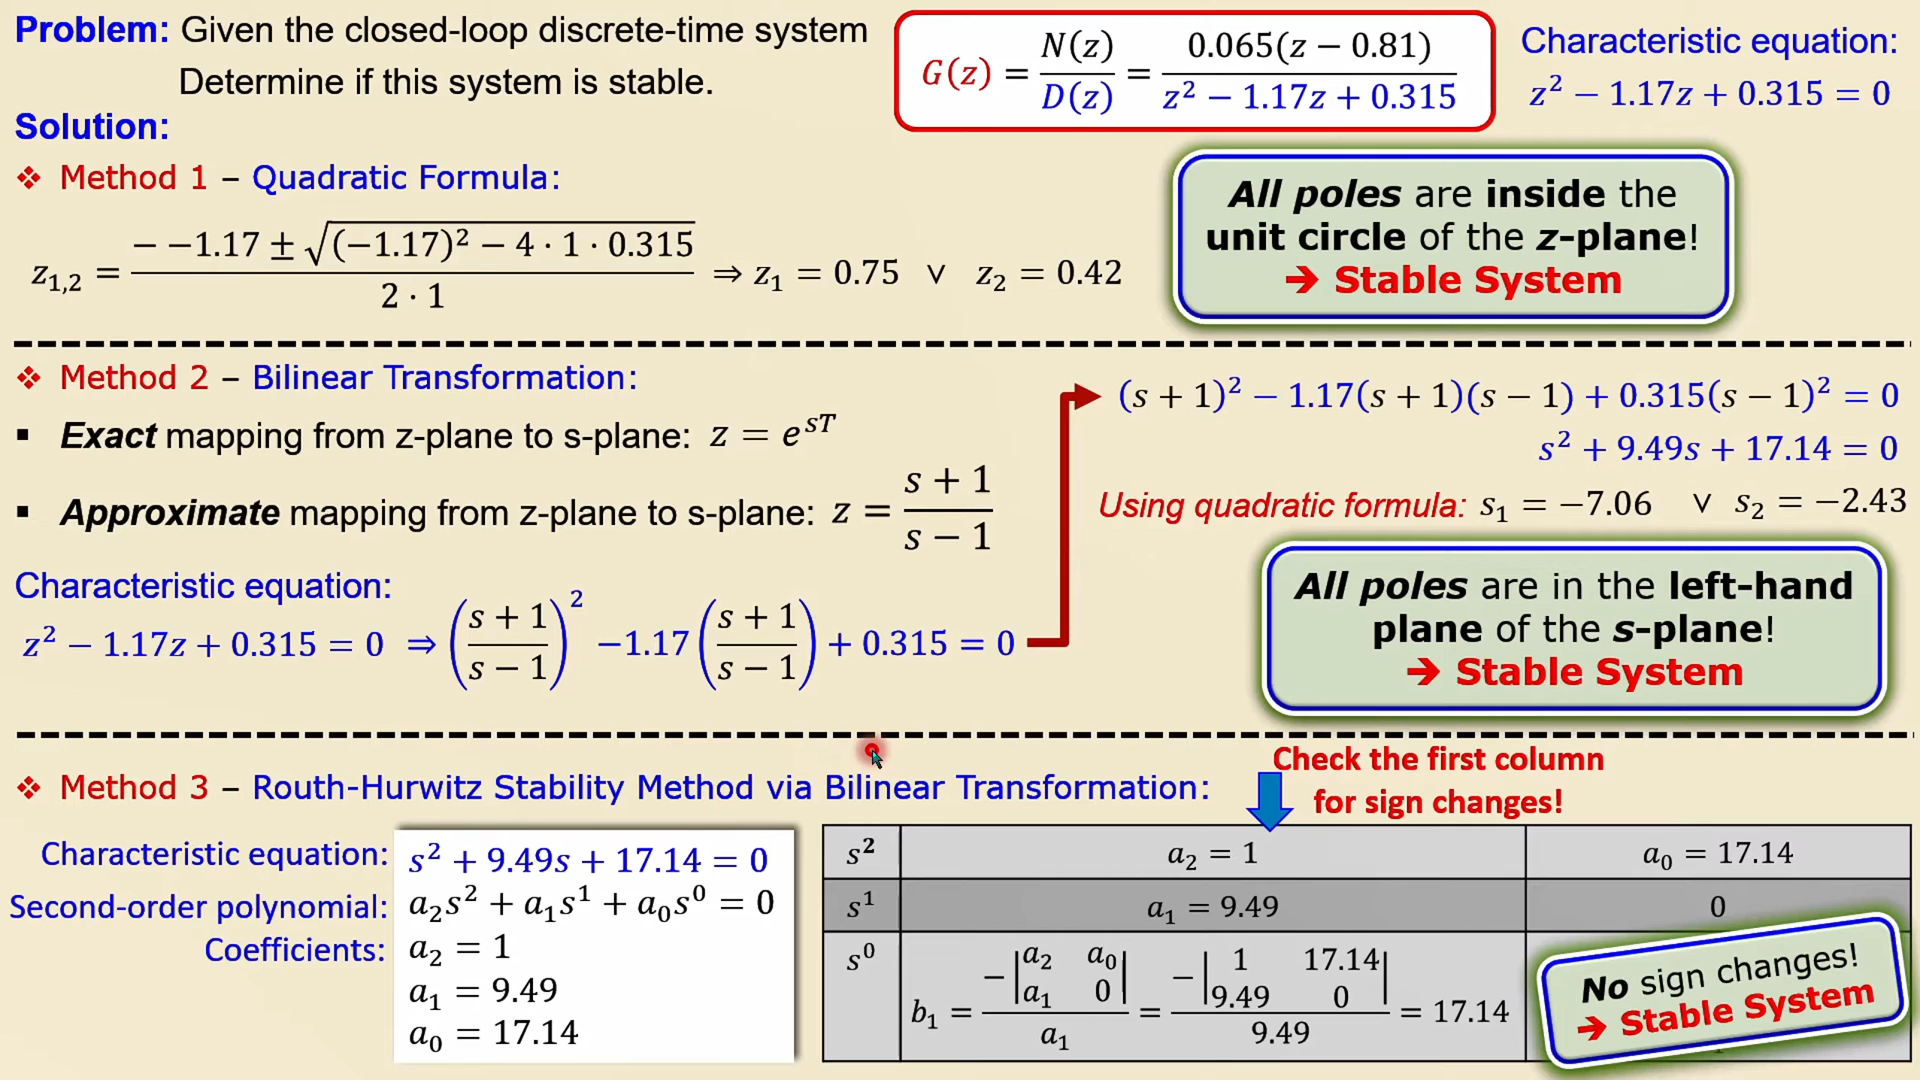 Problem: Given the closed-loop discrete-time system
Determine if this system is stable.
G(z) = N(z)/D(z) = 0.065(z − 0.81)/(z² − 1.17z + 0.315)
Characteristic equation:
z² − 1.17z + 0.315 = 0
Solution:
❖ Method 1 – Quadratic Formula:
z₁,₂ = (− −1.17 ± √((−1.17)² − 4 · 1 · 0.315))/(2 · 1) ⇒ z₁ = 0.75 ∨ z₂ = 0.42
All poles are inside the
unit circle of the z-plane!
➔ Stable System
❖ Method 2 – Bilinear Transformation:
▪ Exact mapping from z-plane to s-plane: z = e^{sT}
▪ Approximate mapping from z-plane to s-plane: z = (s + 1)/(s − 1)
Characteristic equation:
z² − 1.17z + 0.315 = 0 ⇒ ((s + 1)/(s − 1))² −1.17((s + 1)/(s − 1)) + 0.315 = 0
(s + 1)² − 1.17(s + 1)(s − 1) + 0.315(s − 1)² = 0
s² + 9.49s + 17.14 = 0
Using quadratic formula: s₁ = −7.06 ∨ s₂ = −2.43
All poles are in the left-hand
plane of the s-plane!
➔ Stable System
❖ Method 3 – Routh-Hurwitz Stability Method via Bilinear Transformation:
Check the first column
for sign changes!
Characteristic equation: s² + 9.49s + 17.14 = 0
Second-order polynomial: a₂s² + a₁s¹ + a₀s⁰ = 0
Coefficients: a₂ = 1
a₁ = 9.49
a₀ = 17.14
s² a₂ = 1 a₀ = 17.14
s¹ a₁ = 9.49 0
s⁰ b₁ = −|a₂ a₀; a₁ 0|/a₁ = −|1 17.14; 9.49 0|/9.49 = 17.14
No sign changes!
➔ Stable System